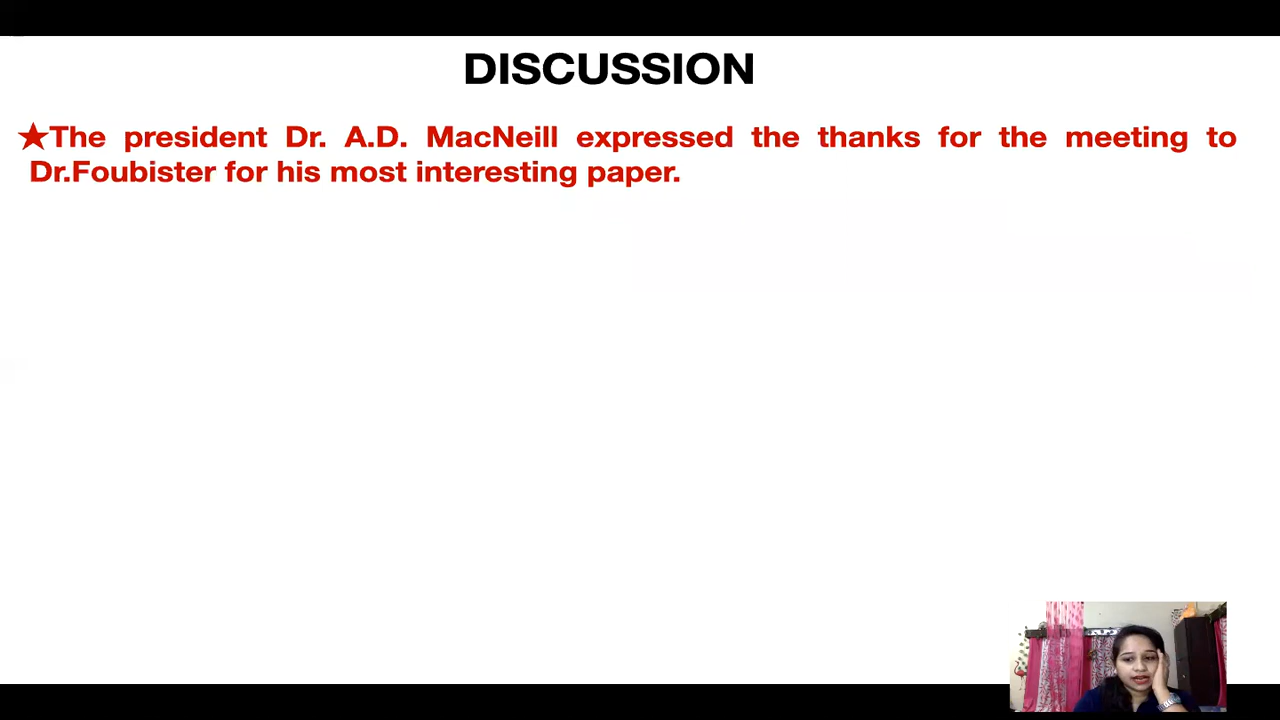 DISCUSSION
★The president Dr. A.D. MacNeill expressed the thanks for the meeting to
Dr.Foubister for his most interesting paper.